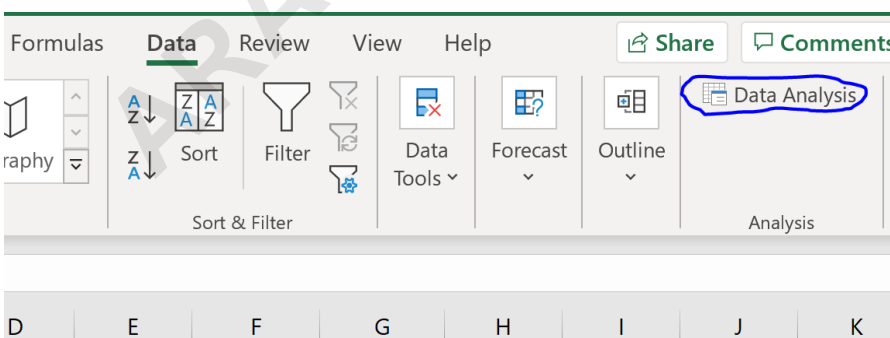 Formulas Data Review View Help Share Comments
Data Analysis
raphy Sort Filter Data Tools Forecast Outline
Sort & Filter Analysis
D E F G H I J K
ARA